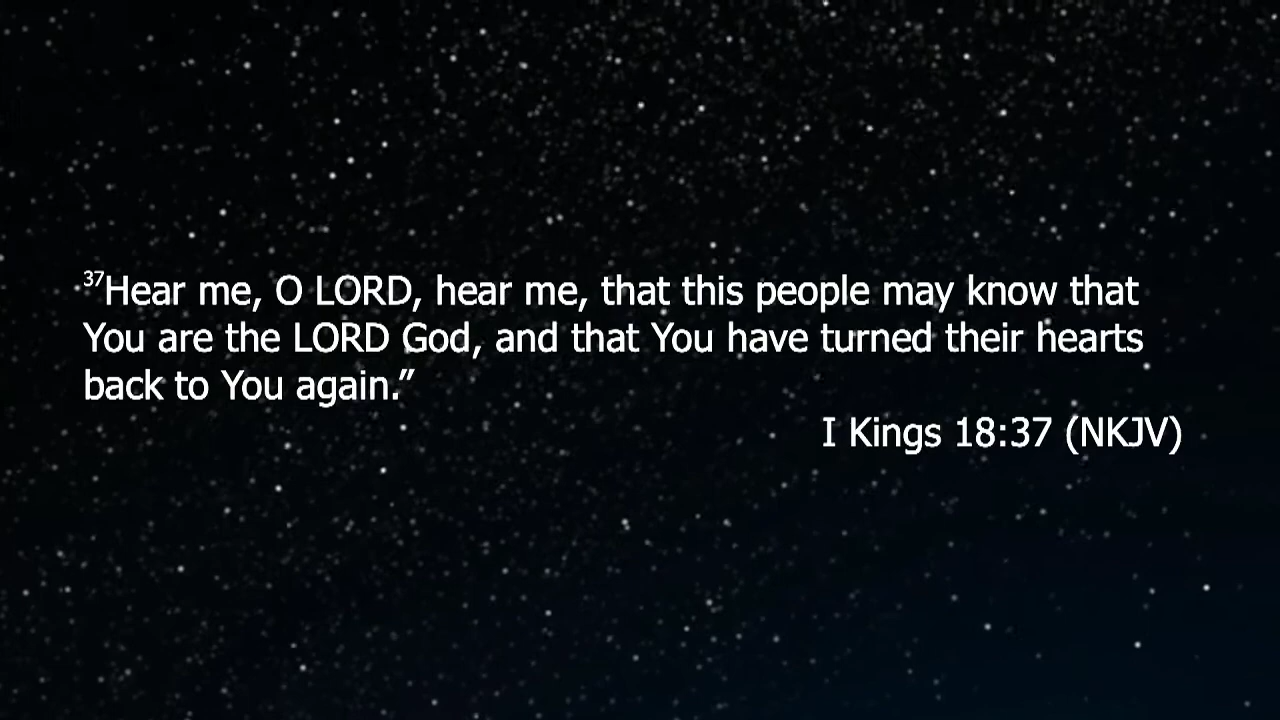 ³⁷Hear me, O LORD, hear me, that this people may know that
You are the LORD God, and that You have turned their hearts
back to You again.”
I Kings 18:37 (NKJV)